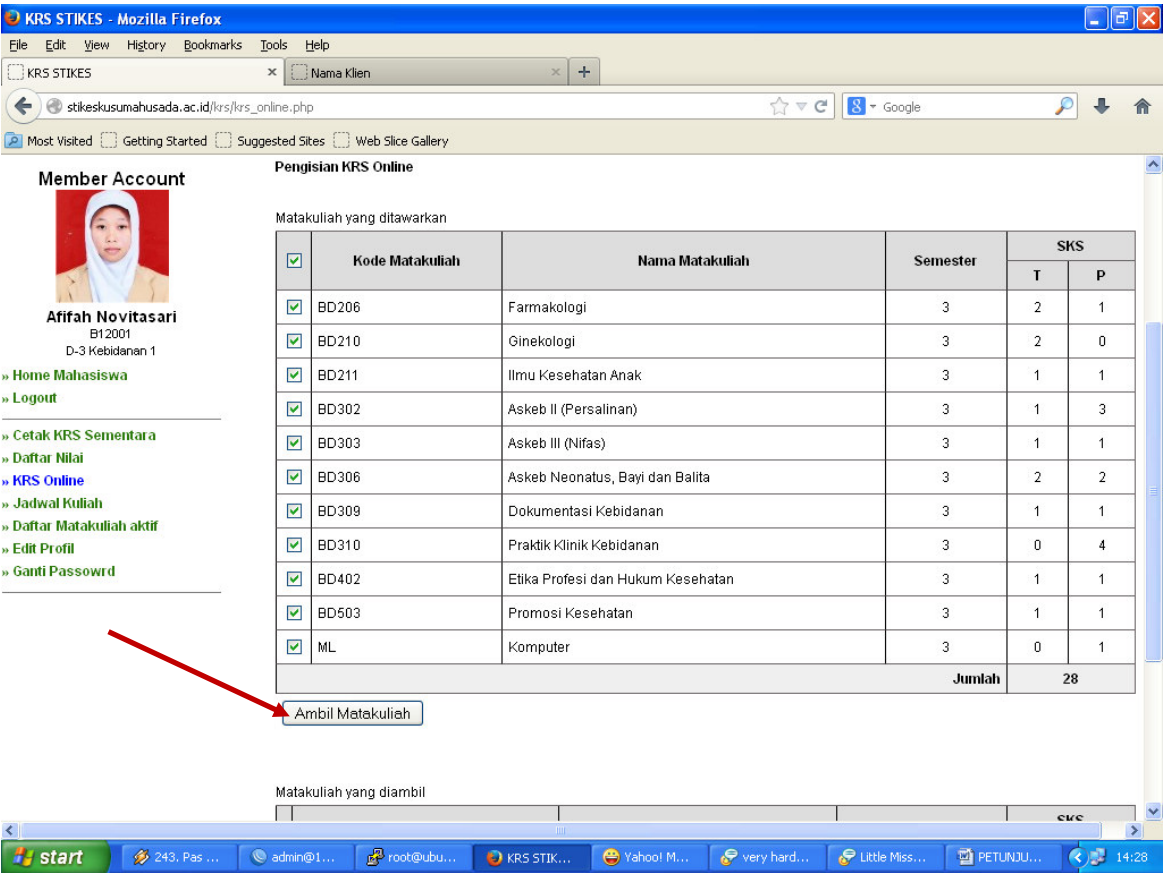 KRS STIKES - Mozilla Firefox
File Edit View History Bookmarks Tools Help
KRS STIKES × Nama Klien × +
stikeskusumahusada.ac.id/krs/krs_online.php 8 Google
Most Visited Getting Started Suggested Sites Web Slice Gallery
Member Account
Afifah Novitasari
B12001
D-3 Kebidanan 1
» Home Mahasiswa
» Logout
» Cetak KRS Sementara
» Daftar Nilai
» KRS Online
» Jadwal Kuliah
» Daftar Matakuliah aktif
» Edit Profil
» Ganti Passowrd
Pengisian KRS Online
Matakuliah yang ditawarkan
Kode Matakuliah Nama Matakuliah Semester SKS
T P
BD206 Farmakologi 3 2 1
BD210 Ginekologi 3 2 0
BD211 Ilmu Kesehatan Anak 3 1 1
BD302 Askeb II (Persalinan) 3 1 3
BD303 Askeb III (Nifas) 3 1 1
BD306 Askeb Neonatus, Bayi dan Balita 3 2 2
BD309 Dokumentasi Kebidanan 3 1 1
BD310 Praktik Klinik Kebidanan 3 0 4
BD402 Etika Profesi dan Hukum Kesehatan 3 1 1
BD503 Promosi Kesehatan 3 1 1
ML Komputer 3 0 1
Jumlah 28
Ambil Matakuliah
Matakuliah yang diambil
SKS
start 243. Pas ... admin@1... root@ubu... KRS STIK... Yahoo! M... very hard... Little Miss... PETUNJU... 14:28